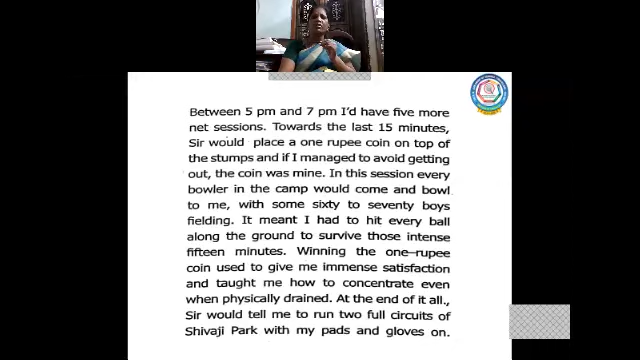 Between 5 pm and 7 pm I'd have five more
net sessions. Towards the last 15 minutes,
Sir would place a one rupee coin on top of
the stumps and if I managed to avoid getting
out, the coin was mine. In this session every
bowler in the camp would come and bowl
to me, with some sixty to seventy boys
fielding. It meant I had to hit every ball
along the ground to survive those intense
fifteen minutes. Winning the one-rupee
coin used to give me immense satisfaction
and taught me how to concentrate even
when physically drained. At the end of it all.,
Sir would tell me to run two full circuits of
Shivaji Park with my pads and gloves on.